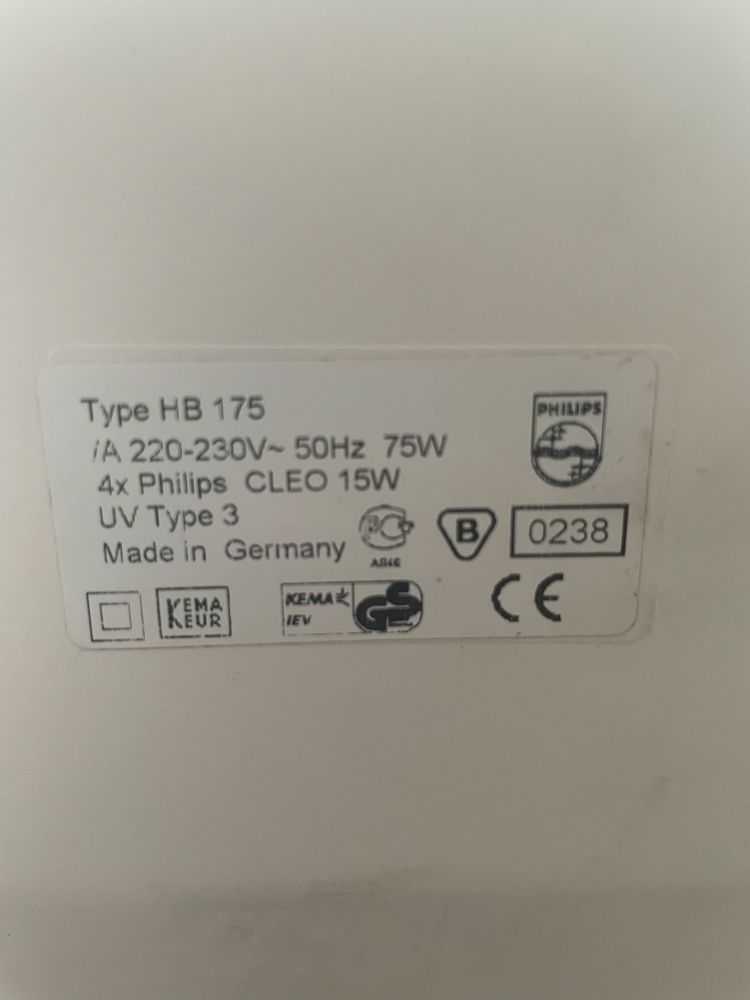 Type HB 175
PHILIPS
/A 220-230V~ 50Hz 75W
4x Philips CLEO 15W
UV Type 3
B
0238
Made in Germany
KEMA
KEUR
KEMA
IEV
GS
CE